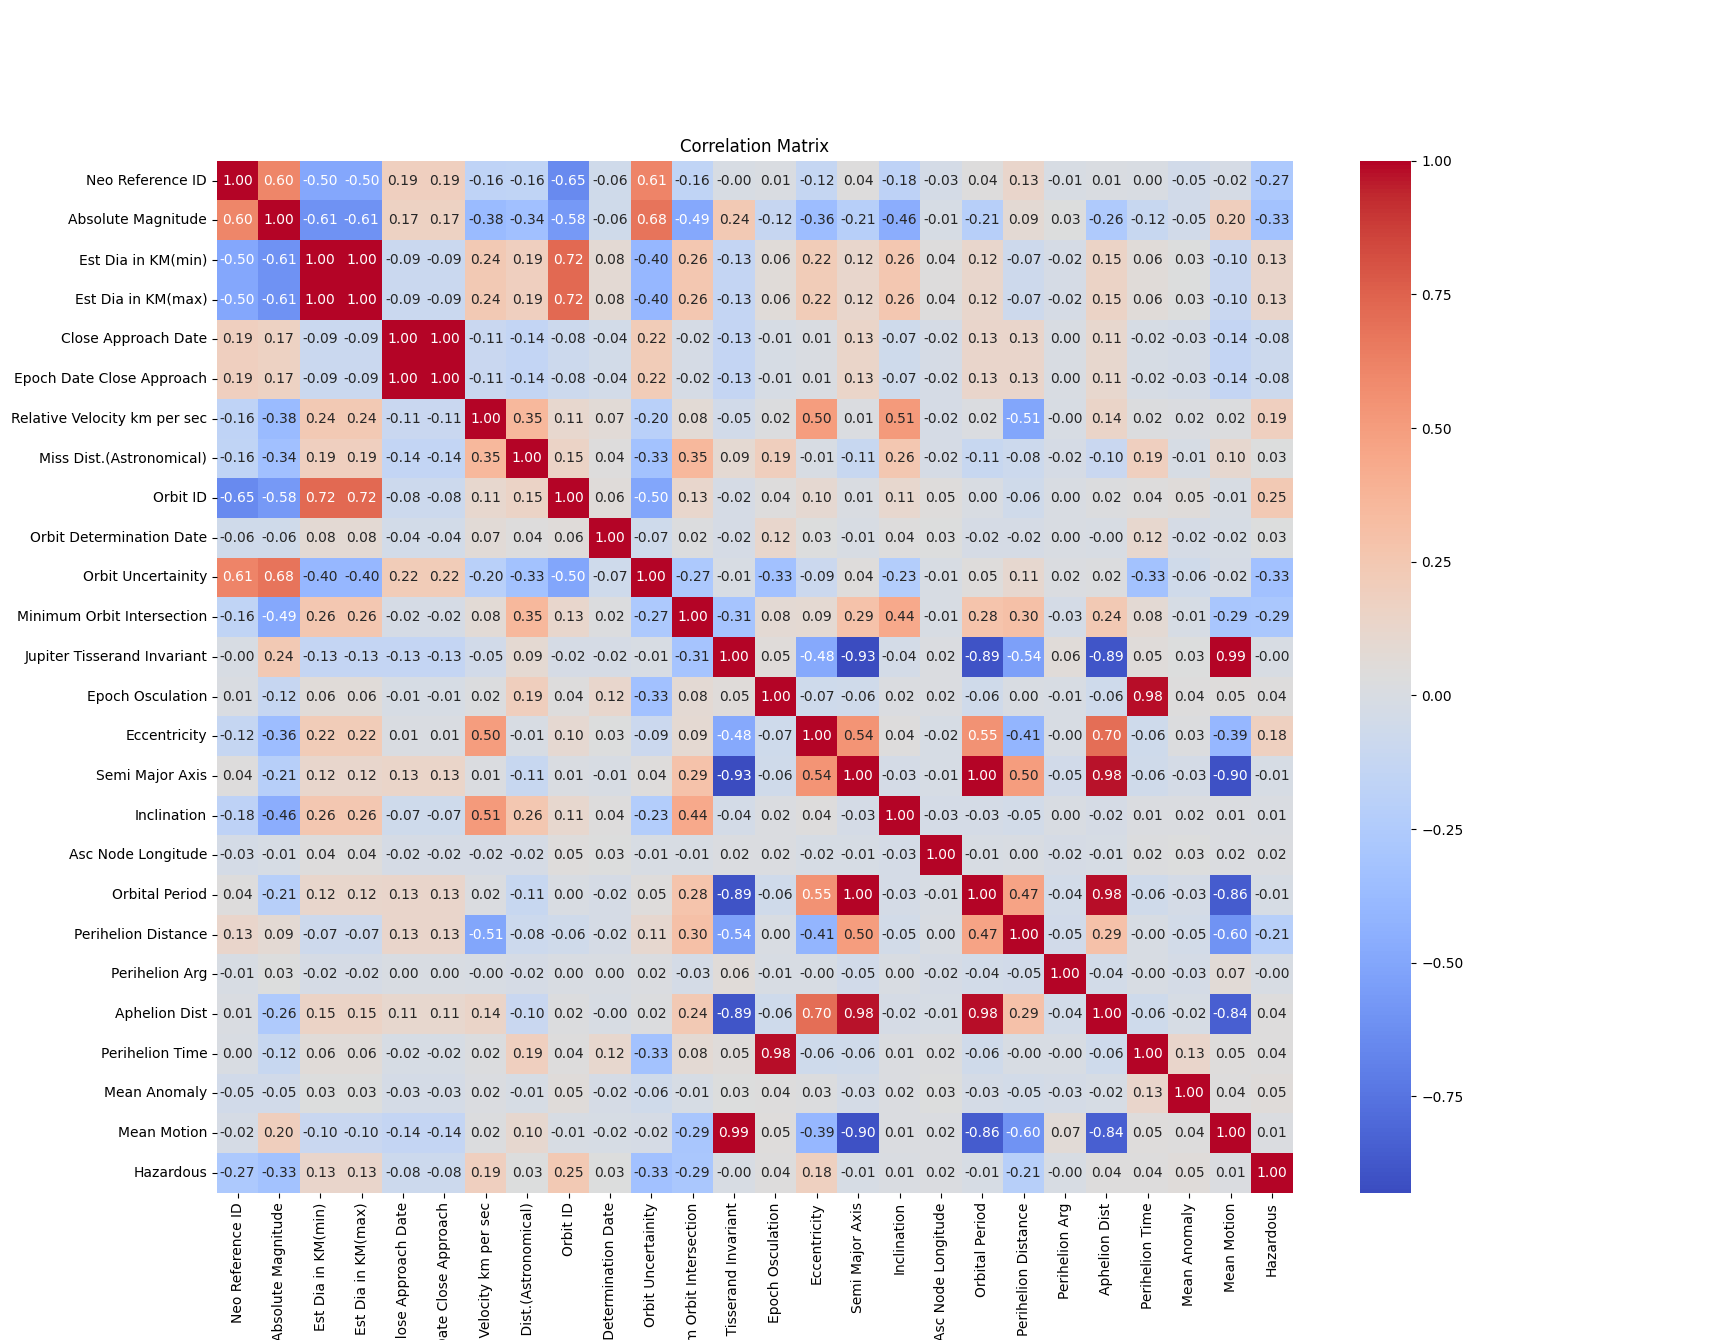 Correlation Matrix
Neo Reference ID 1.00 0.60 -0.50 -0.50 0.19 0.19 -0.16 -0.16 -0.65 -0.06 0.61 -0.16 -0.00 0.01 -0.12 0.04 -0.18 -0.03 0.04 0.13 -0.01 0.01 0.00 -0.05 -0.02 -0.27
Absolute Magnitude 0.60 1.00 -0.61 -0.61 0.17 0.17 -0.38 -0.34 -0.58 -0.06 0.68 -0.49 0.24 -0.12 -0.36 -0.21 -0.46 -0.01 -0.21 0.09 0.03 -0.26 -0.12 -0.05 0.20 -0.33
Est Dia in KM(min) -0.50 -0.61 1.00 1.00 -0.09 -0.09 0.24 0.19 0.72 0.08 -0.40 0.26 -0.13 0.06 0.22 0.12 0.26 0.04 0.12 -0.07 -0.02 0.15 0.06 0.03 -0.10 0.13
Est Dia in KM(max) -0.50 -0.61 1.00 1.00 -0.09 -0.09 0.24 0.19 0.72 0.08 -0.40 0.26 -0.13 0.06 0.22 0.12 0.26 0.04 0.12 -0.07 -0.02 0.15 0.06 0.03 -0.10 0.13
Close Approach Date 0.19 0.17 -0.09 -0.09 1.00 1.00 -0.11 -0.14 -0.08 -0.04 0.22 -0.02 -0.13 -0.01 0.01 0.13 -0.07 -0.02 0.13 0.13 0.00 0.11 -0.02 -0.03 -0.14 -0.08
Epoch Date Close Approach 0.19 0.17 -0.09 -0.09 1.00 1.00 -0.11 -0.14 -0.08 -0.04 0.22 -0.02 -0.13 -0.01 0.01 0.13 -0.07 -0.02 0.13 0.13 0.00 0.11 -0.02 -0.03 -0.14 -0.08
Relative Velocity km per sec -0.16 -0.38 0.24 0.24 -0.11 -0.11 1.00 0.35 0.11 0.07 -0.20 0.08 -0.05 0.02 0.50 0.01 0.51 -0.02 0.02 -0.51 -0.00 0.14 0.02 0.02 0.02 0.19
Miss Dist.(Astronomical) -0.16 -0.34 0.19 0.19 -0.14 -0.14 0.35 1.00 0.15 0.04 -0.33 0.35 0.09 0.19 -0.01 -0.11 0.26 -0.02 -0.11 -0.08 -0.02 -0.10 0.19 -0.01 0.10 0.03
Orbit ID -0.65 -0.58 0.72 0.72 -0.08 -0.08 0.11 0.15 1.00 0.06 -0.50 0.13 -0.02 0.04 0.10 0.01 0.11 0.05 0.00 -0.06 0.00 0.02 0.04 0.05 -0.01 0.25
Orbit Determination Date -0.06 -0.06 0.08 0.08 -0.04 -0.04 0.07 0.04 0.06 1.00 -0.07 0.02 -0.02 0.12 0.03 -0.01 0.04 0.03 -0.02 -0.02 0.00 -0.00 0.12 -0.02 -0.02 0.03
Orbit Uncertainity 0.61 0.68 -0.40 -0.40 0.22 0.22 -0.20 -0.33 -0.50 -0.07 1.00 -0.27 -0.01 -0.33 -0.09 0.04 -0.23 -0.01 0.05 0.11 0.02 0.02 -0.33 -0.06 -0.02 -0.33
Minimum Orbit Intersection -0.16 -0.49 0.26 0.26 -0.02 -0.02 0.08 0.35 0.13 0.02 -0.27 1.00 -0.31 0.08 0.09 0.29 0.44 -0.01 0.28 0.30 -0.03 0.24 0.08 -0.01 -0.29 -0.29
Jupiter Tisserand Invariant -0.00 0.24 -0.13 -0.13 -0.13 -0.13 -0.05 0.09 -0.02 -0.02 -0.01 -0.31 1.00 0.05 -0.48 -0.93 -0.04 0.02 -0.89 -0.54 0.06 -0.89 0.05 0.03 0.99 -0.00
Epoch Osculation 0.01 -0.12 0.06 0.06 -0.01 -0.01 0.02 0.19 0.04 0.12 -0.33 0.08 0.05 1.00 -0.07 -0.06 0.02 0.02 -0.06 0.00 -0.01 -0.06 0.98 0.04 0.05 0.04
Eccentricity -0.12 -0.36 0.22 0.22 0.01 0.01 0.50 -0.01 0.10 0.03 -0.09 0.09 -0.48 -0.07 1.00 0.54 0.04 -0.02 0.55 -0.41 -0.00 0.70 -0.06 0.03 -0.39 0.18
Semi Major Axis 0.04 -0.21 0.12 0.12 0.13 0.13 0.01 -0.11 0.01 -0.01 0.04 0.29 -0.93 -0.06 0.54 1.00 -0.03 -0.01 1.00 0.50 -0.05 0.98 -0.06 -0.03 -0.90 -0.01
Inclination -0.18 -0.46 0.26 0.26 -0.07 -0.07 0.51 0.26 0.11 0.04 -0.23 0.44 -0.04 0.02 0.04 -0.03 1.00 -0.03 -0.03 -0.05 0.00 -0.02 0.01 0.02 0.01 0.01
Asc Node Longitude -0.03 -0.01 0.04 0.04 -0.02 -0.02 -0.02 -0.02 0.05 0.03 -0.01 -0.01 0.02 0.02 -0.02 -0.01 -0.03 1.00 -0.01 0.00 -0.02 -0.01 0.02 0.03 0.02 0.02
Orbital Period 0.04 -0.21 0.12 0.12 0.13 0.13 0.02 -0.11 0.00 -0.02 0.05 0.28 -0.89 -0.06 0.55 1.00 -0.03 -0.01 1.00 0.47 -0.04 0.98 -0.06 -0.03 -0.86 -0.01
Perihelion Distance 0.13 0.09 -0.07 -0.07 0.13 0.13 -0.51 -0.08 -0.06 -0.02 0.11 0.30 -0.54 0.00 -0.41 0.50 -0.05 0.00 0.47 1.00 -0.05 0.29 -0.00 -0.05 -0.60 -0.21
Perihelion Arg -0.01 0.03 -0.02 -0.02 0.00 0.00 -0.00 -0.02 0.00 0.00 0.02 -0.03 0.06 -0.01 -0.00 -0.05 0.00 -0.02 -0.04 -0.05 1.00 -0.04 -0.00 -0.03 0.07 -0.00
Aphelion Dist 0.01 -0.26 0.15 0.15 0.11 0.11 0.14 -0.10 0.02 -0.00 0.02 0.24 -0.89 -0.06 0.70 0.98 -0.02 -0.01 0.98 0.29 -0.04 1.00 -0.06 -0.02 -0.84 0.04
Perihelion Time 0.00 -0.12 0.06 0.06 -0.02 -0.02 0.02 0.19 0.04 0.12 -0.33 0.08 0.05 0.98 -0.06 -0.06 0.01 0.02 -0.06 -0.00 -0.00 -0.06 1.00 0.13 0.05 0.04
Mean Anomaly -0.05 -0.05 0.03 0.03 -0.03 -0.03 0.02 -0.01 0.05 -0.02 -0.06 -0.01 0.03 0.04 0.03 -0.03 0.02 0.03 -0.03 -0.05 -0.03 -0.02 0.13 1.00 0.04 0.05
Mean Motion -0.02 0.20 -0.10 -0.10 -0.14 -0.14 0.02 0.10 -0.01 -0.02 -0.02 -0.29 0.99 0.05 -0.39 -0.90 0.01 0.02 -0.86 -0.60 0.07 -0.84 0.05 0.04 1.00 0.01
Hazardous -0.27 -0.33 0.13 0.13 -0.08 -0.08 0.19 0.03 0.25 0.03 -0.33 -0.29 -0.00 0.04 0.18 -0.01 0.01 0.02 -0.01 -0.21 -0.00 0.04 0.04 0.05 0.01 1.00
Neo Reference ID
Absolute Magnitude
Est Dia in KM(min)
Est Dia in KM(max)
lose Approach Date
ate Close Approach
Velocity km per sec
Dist.(Astronomical)
Orbit ID
Determination Date
Orbit Uncertainity
m Orbit Intersection
Tisserand Invariant
Epoch Osculation
Eccentricity
Semi Major Axis
Inclination
Asc Node Longitude
Orbital Period
Perihelion Distance
Perihelion Arg
Aphelion Dist
Perihelion Time
Mean Anomaly
Mean Motion
Hazardous
1.00
0.75
0.50
0.25
0.00
−0.25
−0.50
−0.75